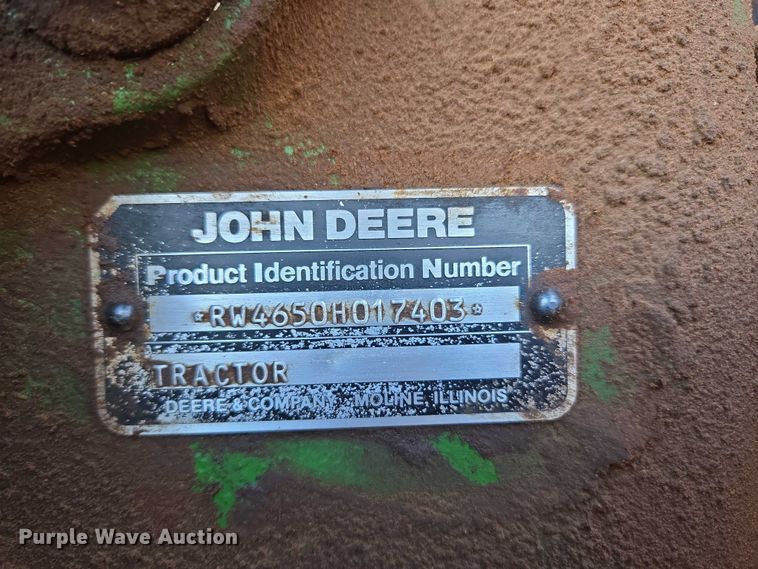 JOHN DEERE
Product Identification Number
*RW4650H017403*
TRACTOR
DEERE & COMPANY MOLINE ILLINOIS
Purple Wave Auction